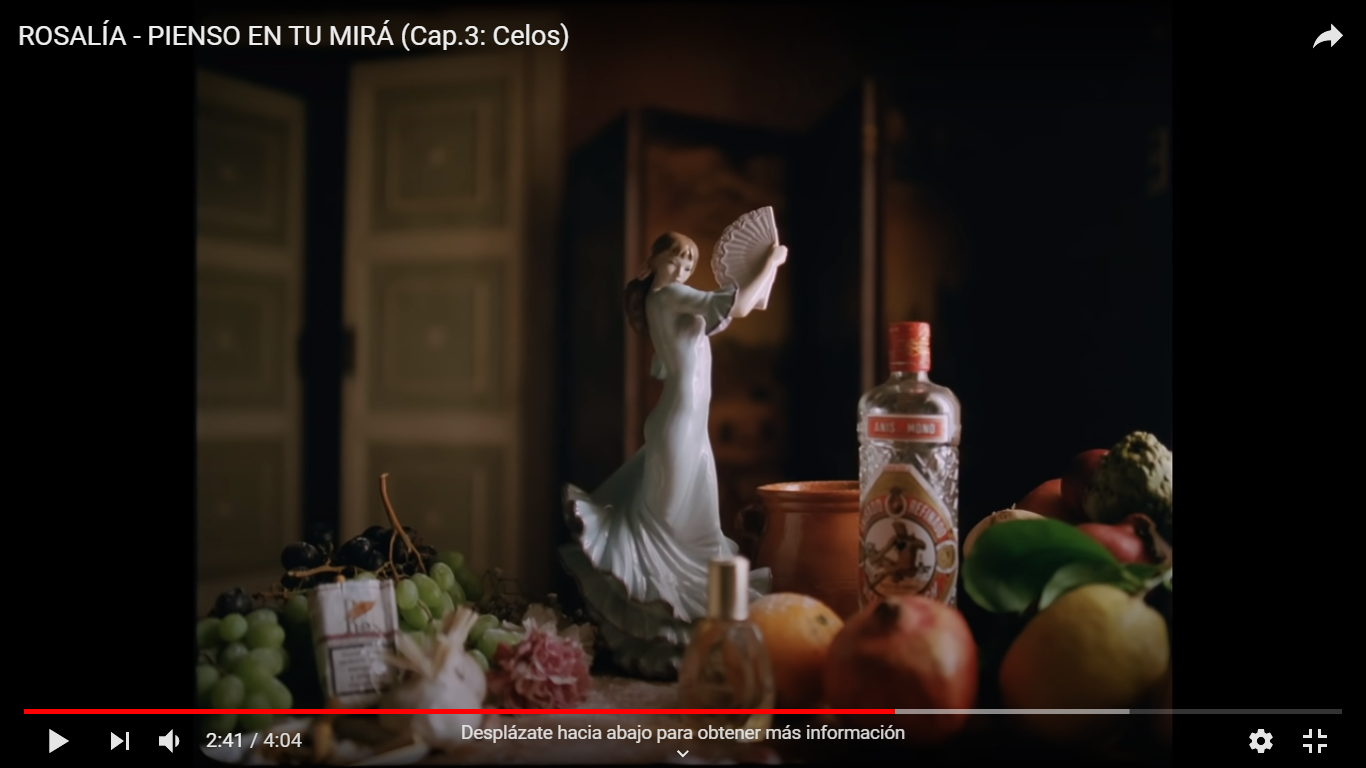 ROSALÍA - PIENSO EN TU MIRÁ (Cap.3: Celos)
ANIS MONO
REFINADO
2:41 / 4:04
Desplázate hacia abajo para obtener más información